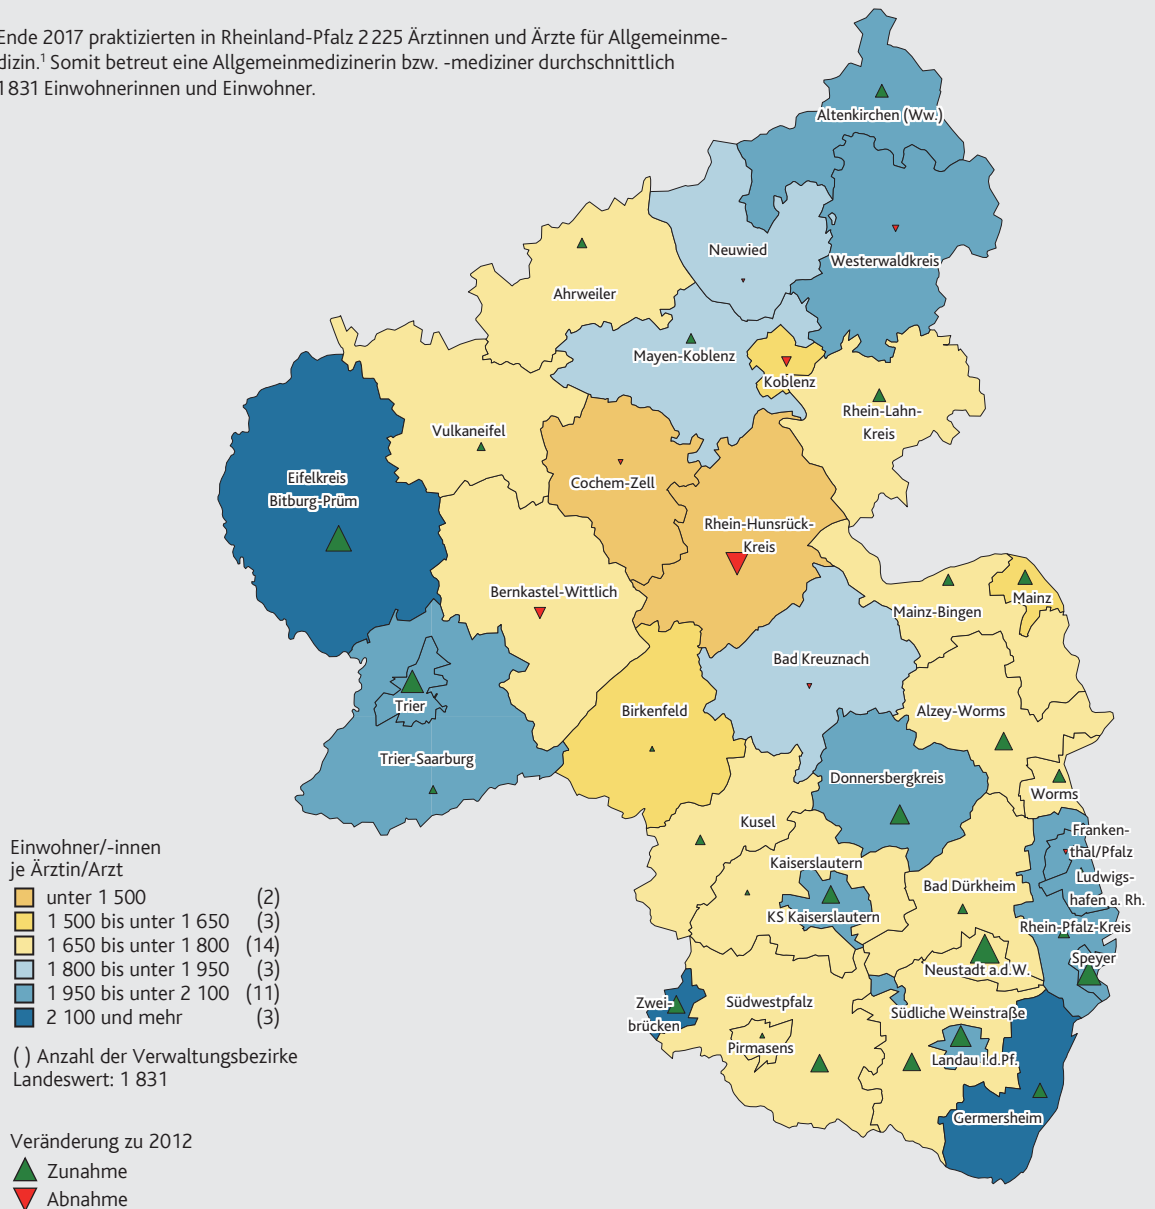 Ende 2017 praktizierten in Rheinland-Pfalz 2 225 Ärztinnen und Ärzte für Allgemeinme-
dizin.¹ Somit betreut eine Allgemeinmedizinerin bzw. -mediziner durchschnittlich
1 831 Einwohnerinnen und Einwohner.
Altenkirchen (Ww.)
Neuwied
Westerwaldkreis
Ahrweiler
Mayen-Koblenz
Koblenz
Rhein-Lahn-
Kreis
Vulkaneifel
Eifelkreis
Bitburg-Prüm
Cochem-Zell
Rhein-Hunsrück-
Kreis
Bernkastel-Wittlich
Mainz
Mainz-Bingen
Bad Kreuznach
Trier
Birkenfeld
Alzey-Worms
Trier-Saarburg
Donnersbergkreis
Worms
Kusel
Franken-
thal/Pfalz
Kaiserslautern
Ludwigs-
hafen a. Rh.
Bad Dürkheim
KS Kaiserslautern
Rhein-Pfalz-Kreis
Speyer
Neustadt a.d.W.
Zwei-
brücken
Südwestpfalz
Südliche Weinstraße
Pirmasens
Landau i.d.Pf.
Germersheim
Einwohner/-innen
je Ärztin/Arzt
unter 1 500 (2)
1 500 bis unter 1 650 (3)
1 650 bis unter 1 800 (14)
1 800 bis unter 1 950 (3)
1 950 bis unter 2 100 (11)
2 100 und mehr (3)
( ) Anzahl der Verwaltungsbezirke
Landeswert: 1 831
Veränderung zu 2012
Zunahme
Abnahme